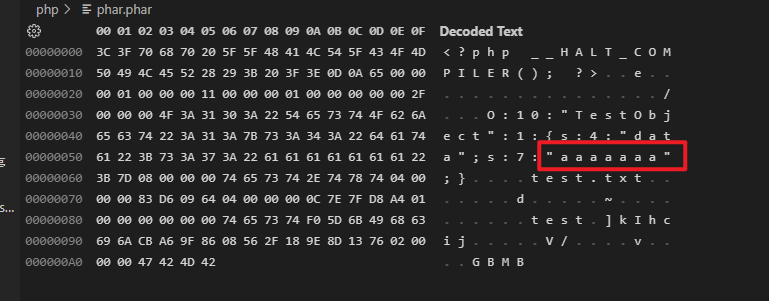 php > phar.phar
00 01 02 03 04 05 06 07 08 09 0A 0B 0C 0D 0E 0F Decoded Text
00000000 3C 3F 70 68 70 20 5F 5F 48 41 4C 54 5F 43 4F 4D < ? p h p   _ _ H A L T _ C O M
00000010 50 49 4C 45 52 28 29 3B 20 3F 3E 0D 0A 65 00 00 P I L E R ( ) ;   ? > . . e . .
00000020 00 01 00 00 00 11 00 00 00 01 00 00 00 00 00 2F . . . . . . . . . . . . . . . /
00000030 00 00 00 4F 3A 31 30 3A 22 54 65 73 74 4F 62 6A . . . O : 1 0 : " T e s t O b j
00000040 65 63 74 22 3A 31 3A 7B 73 3A 34 3A 22 64 61 74 e c t " : 1 : { s : 4 : " d a t
00000050 61 22 3B 73 3A 37 3A 22 61 61 61 61 61 61 61 22 a " ; s : 7 : " a a a a a a a "
00000060 3B 7D 08 00 00 00 74 65 73 74 2E 74 78 74 04 00 ; } . . . . t e s t . t x t . .
00000070 00 00 83 D6 09 64 04 00 00 00 0C 7E 7F D8 A4 01 . . . . . d . . . . . ~ . . . .
00000080 00 00 00 00 00 00 74 65 73 74 F0 5D 6B 49 68 63 . . . . . . t e s t . ] k I h c
00000090 69 6A CB A6 9F 86 08 56 2F 18 9E 8D 13 76 02 00 i j . . . . . V / . . . . v . .
000000A0 00 00 47 42 4D 42 . . G B M B
s...